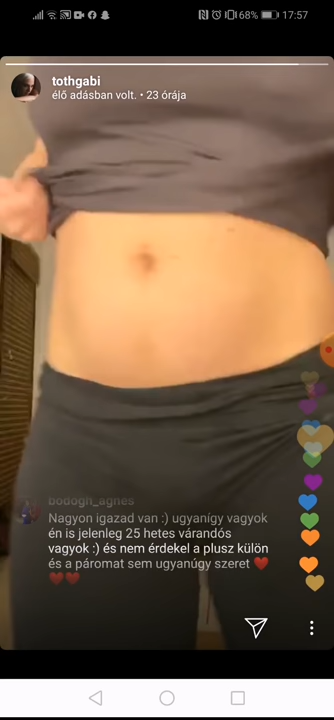 68% 17:57
tothgabi
élő adásban volt. • 23 órája
bodogh_agnes
Nagyon igazad van :) ugyanígy vagyok
én is jelenleg 25 hetes várandós
vagyok :) és nem érdekel a plusz külön
és a páromat sem ugyanúgy szeret ❤️
❤️❤️